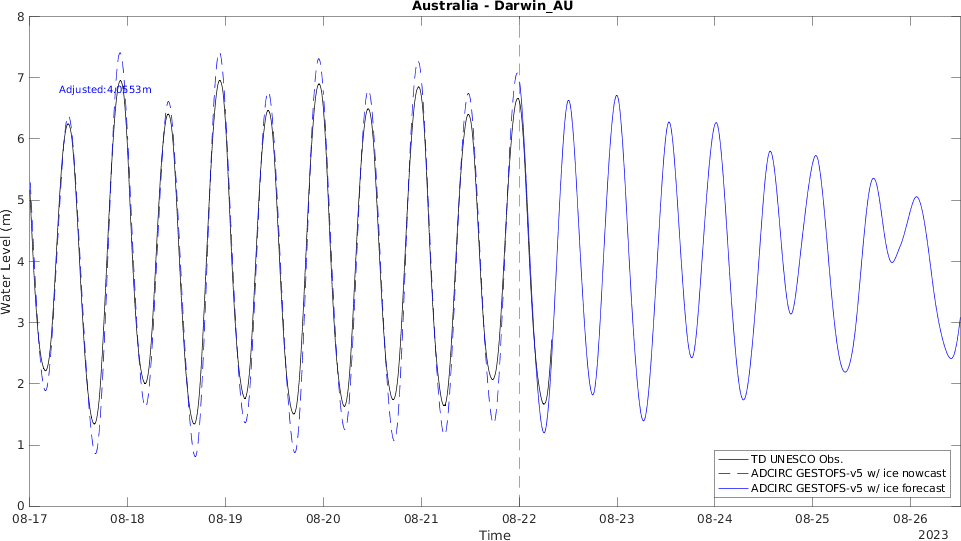 Australia - Darwin_AU
8
7
Adjusted:4.0553m
6
5
4
3
2
1
0
Water Level (m)
TD UNESCO Obs.
ADCIRC GESTOFS-v5 w/ ice nowcast
ADCIRC GESTOFS-v5 w/ ice forecast
08-17 08-18 08-19 08-20 08-21 08-22 08-23 08-24 08-25 08-26
Time
2023